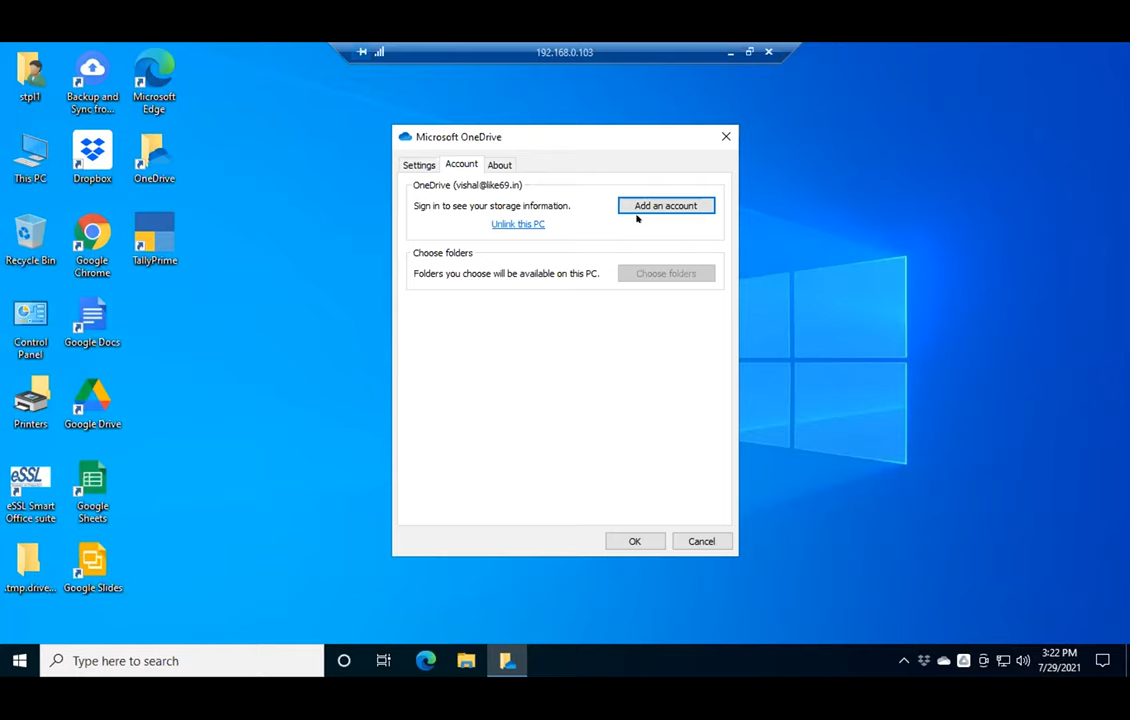 192.168.0.103
stpl1
Backup and
Sync fro...
Microsoft
Edge
This PC
Dropbox
OneDrive
Recycle Bin
Google
Chrome
TallyPrime
Control
Panel
Google Docs
Printers
Google Drive
eSSL
eSSL Smart
Office suite
Google
Sheets
.tmp.drive...
Google Slides
Microsoft OneDrive
Settings
Account
About
OneDrive (vishal@like69.in)
Sign in to see your storage information.
Add an account
Unlink this PC
Choose folders
Folders you choose will be available on this PC.
Choose folders
OK
Cancel
Type here to search
3:22 PM
7/29/2021